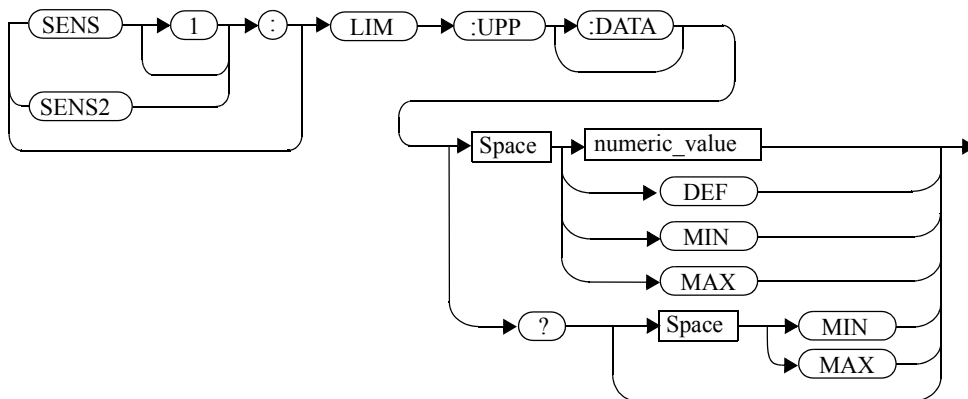 SENS 1 : LIM :UPP :DATA
SENS2
Space numeric_value
DEF
MIN
MAX
? Space MIN
MAX